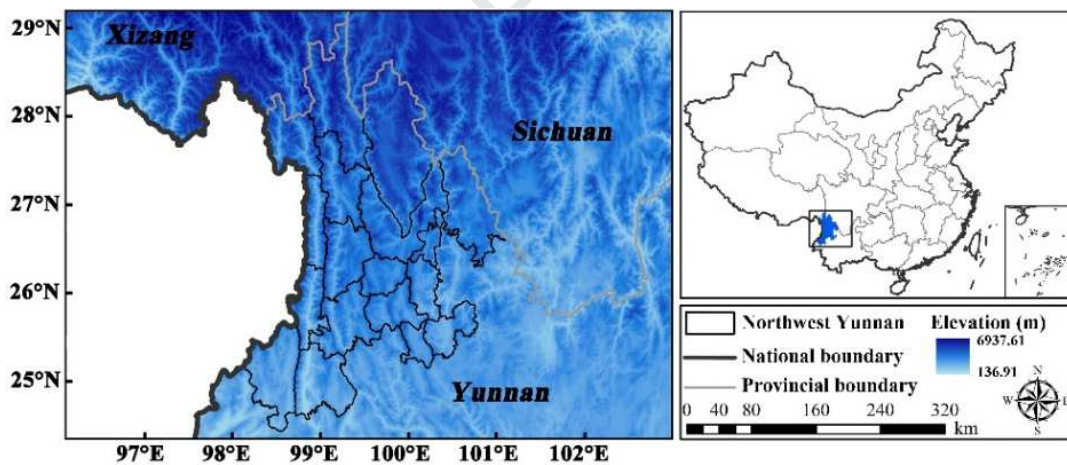 29°N
28°N
27°N
26°N
25°N
Xizang
Sichuan
Yunnan
97°E 98°E 99°E 100°E 101°E 102°E
Northwest Yunnan
National boundary
Provincial boundary
Elevation (m)
6937.61
136.91
N
W
S
0 40 80 160 240 320
km